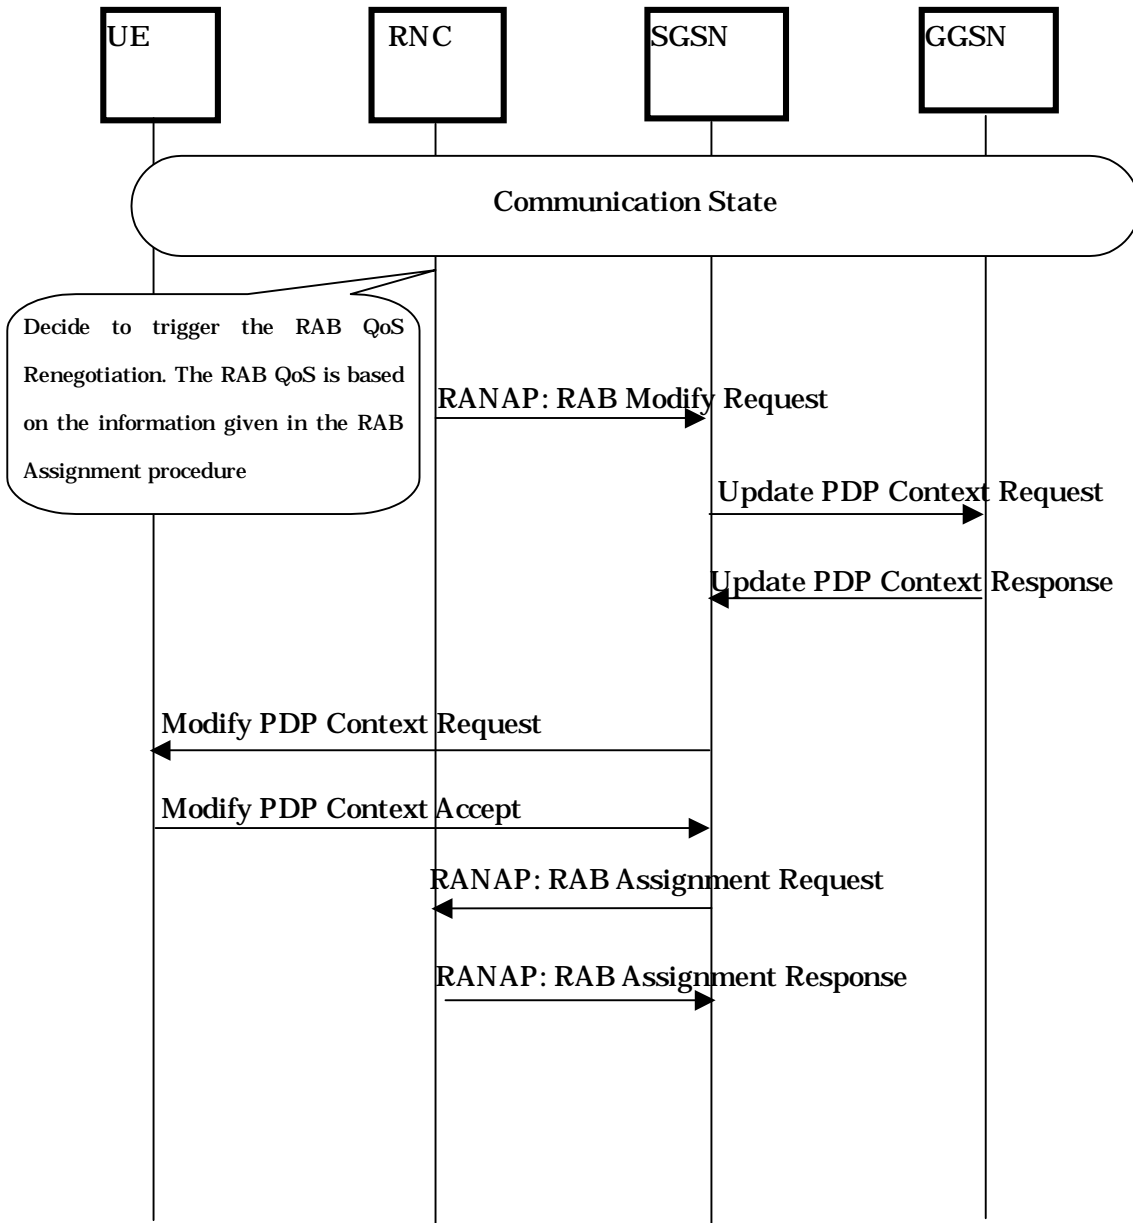 UE
RNC
SGSN
GGSN
Communication State
Decide to trigger the RAB QoS
Renegotiation. The RAB QoS is based
on the information given in the RAB
Assignment procedure
RANAP: RAB Modify Request
Update PDP Context Request
Update PDP Context Response
Modify PDP Context Request
Modify PDP Context Accept
RANAP: RAB Assignment Request
RANAP: RAB Assignment Response